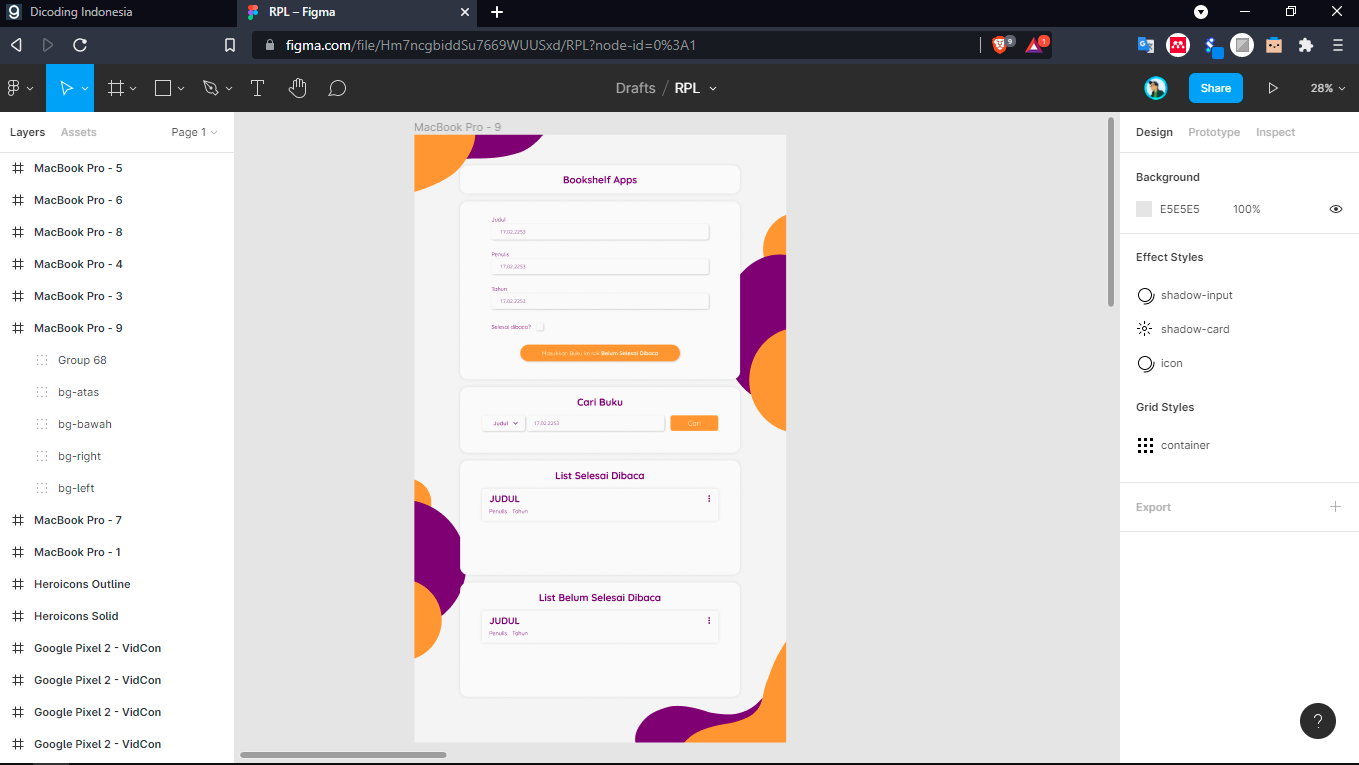 Dicoding Indonesia
RPL – Figma
figma.com/file/Hm7ncgbiddSu7669WUUSxd/RPL?node-id=0%3A1
9
1
Drafts / RPL
Share
28%
Layers
Assets
Page 1
MacBook Pro - 5
MacBook Pro - 6
MacBook Pro - 8
MacBook Pro - 4
MacBook Pro - 3
MacBook Pro - 9
Group 68
bg-atas
bg-bawah
bg-right
bg-left
MacBook Pro - 7
MacBook Pro - 1
Heroicons Outline
Heroicons Solid
Google Pixel 2 - VidCon
Google Pixel 2 - VidCon
Google Pixel 2 - VidCon
Google Pixel 2 - VidCon
MacBook Pro - 9
Bookshelf Apps
Judul
17.02.2253
Penulis
17.02.2253
Tahun
17.02.2253
Selesai dibaca?
Masukkan Buku ke rak Belum Selesai Dibaca
Cari Buku
Judul
17.02.2253
Cari
List Selesai Dibaca
JUDUL
Penulis Tahun
List Belum Selesai Dibaca
JUDUL
Penulis Tahun
Design
Prototype
Inspect
Background
E5E5E5
100%
Effect Styles
shadow-input
shadow-card
icon
Grid Styles
container
Export
?